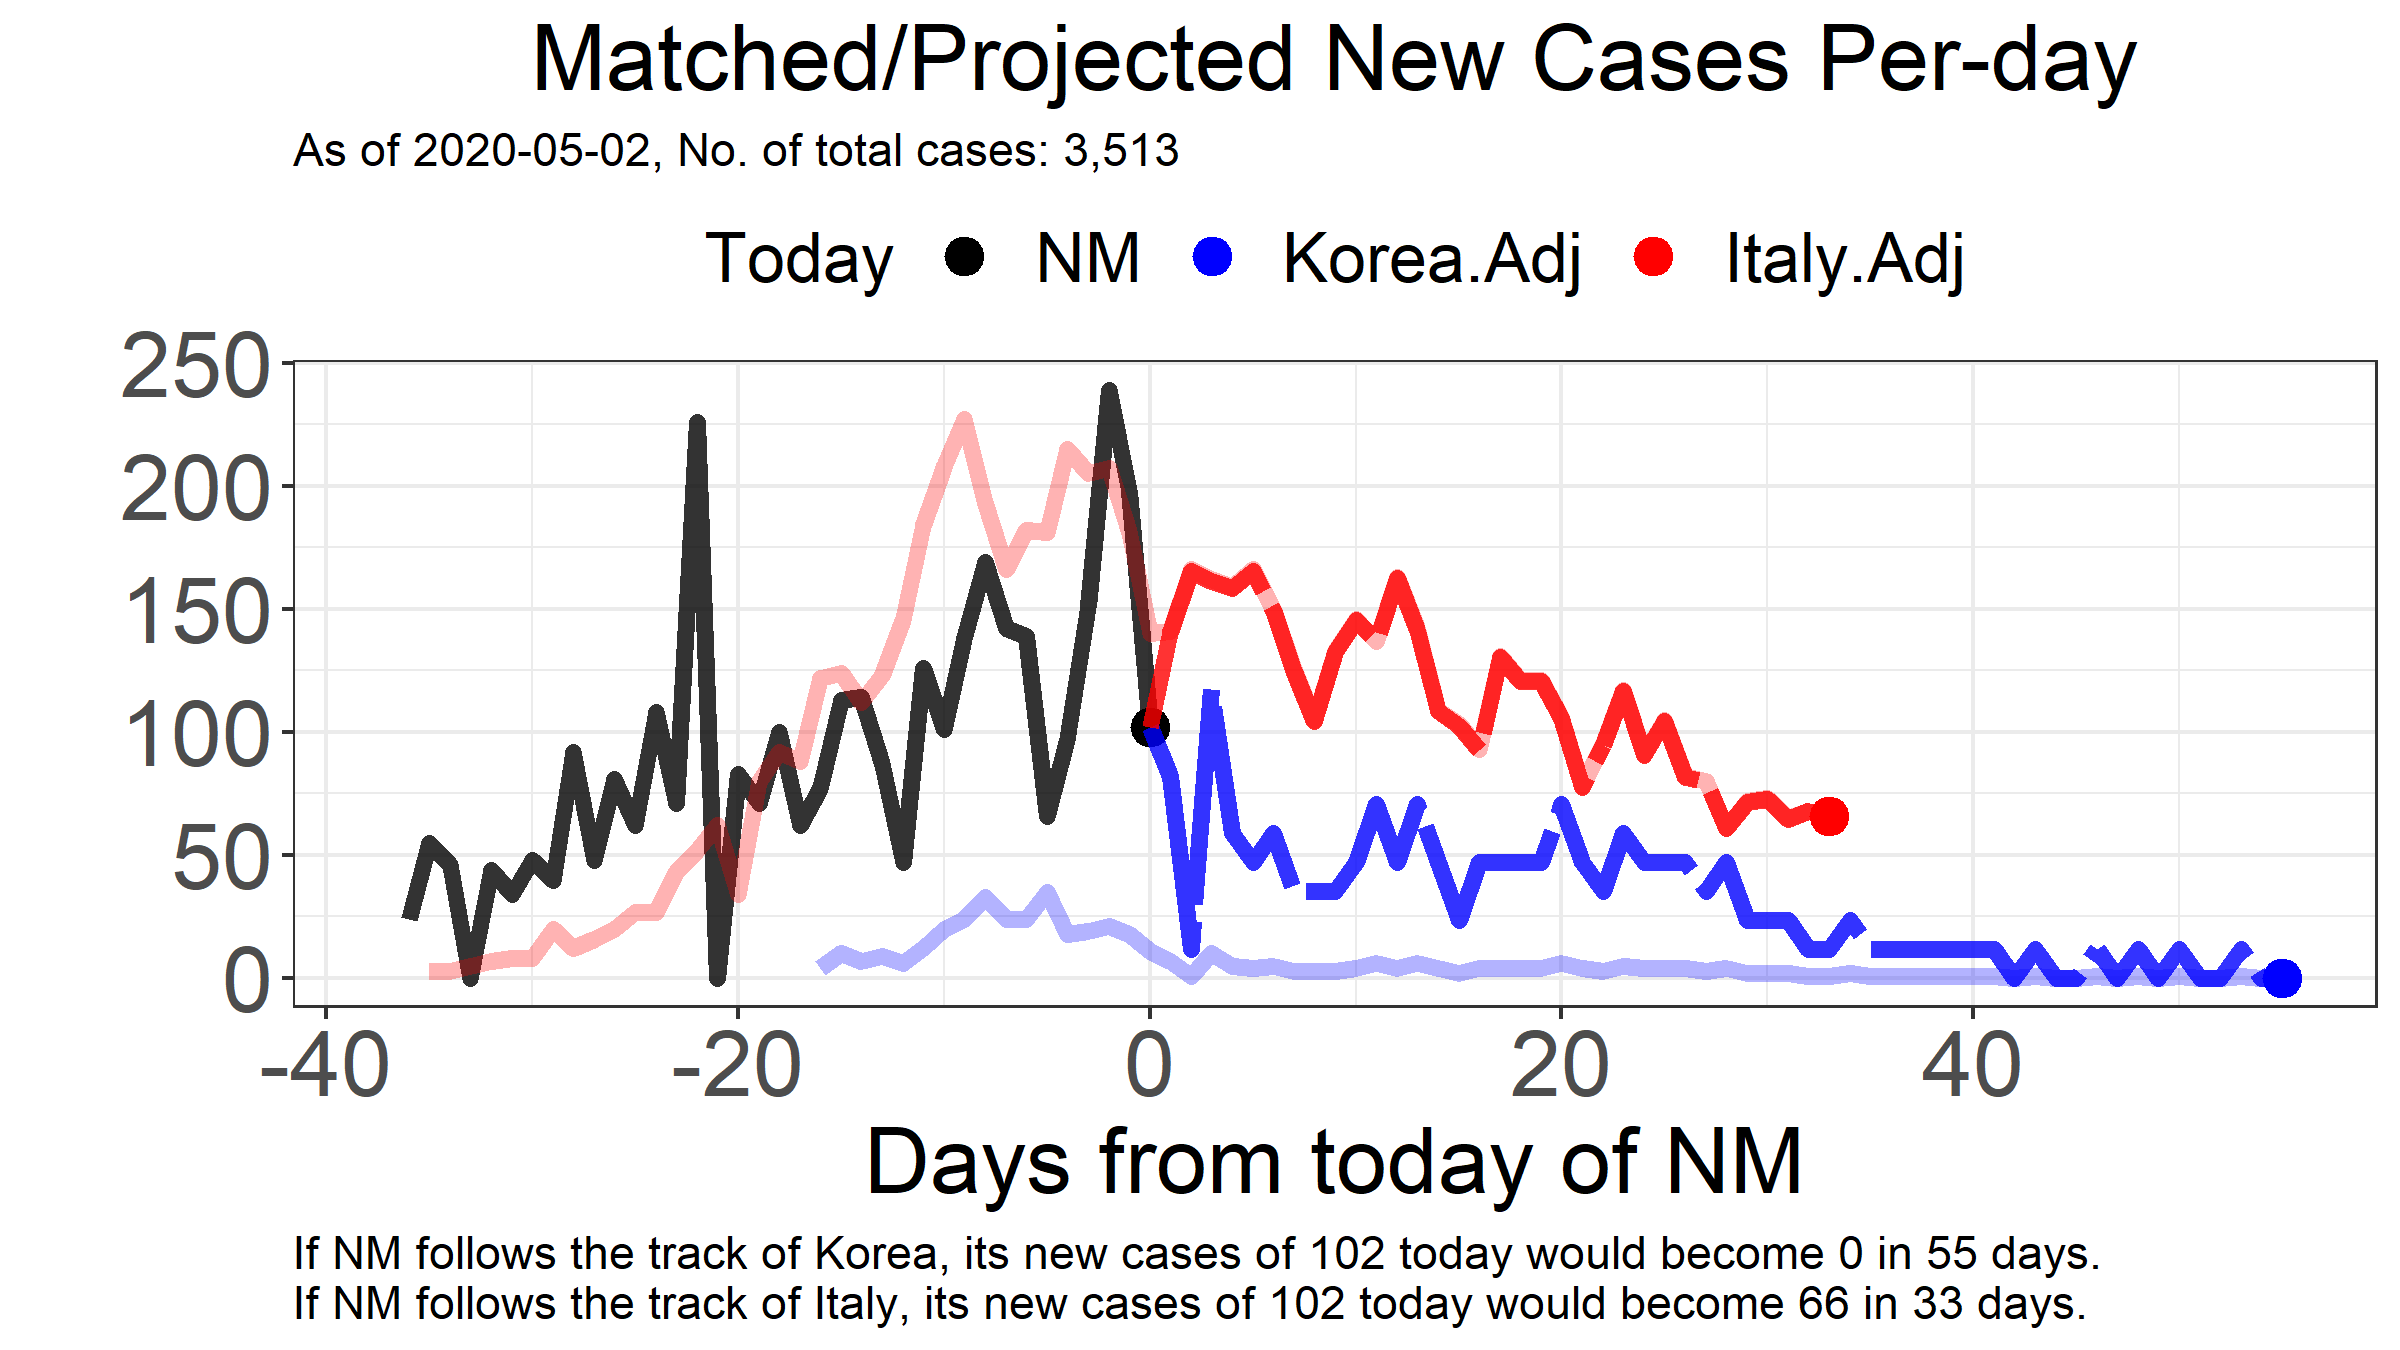 Matched/Projected New Cases Per-day
As of 2020-05-02, No. of total cases: 3,513
Today NM Korea.Adj Italy.Adj
250
200
150
100
50
0
-40 -20 0 20 40
Days from today of NM
If NM follows the track of Korea, its new cases of 102 today would become 0 in 55 days.
If NM follows the track of Italy, its new cases of 102 today would become 66 in 33 days.